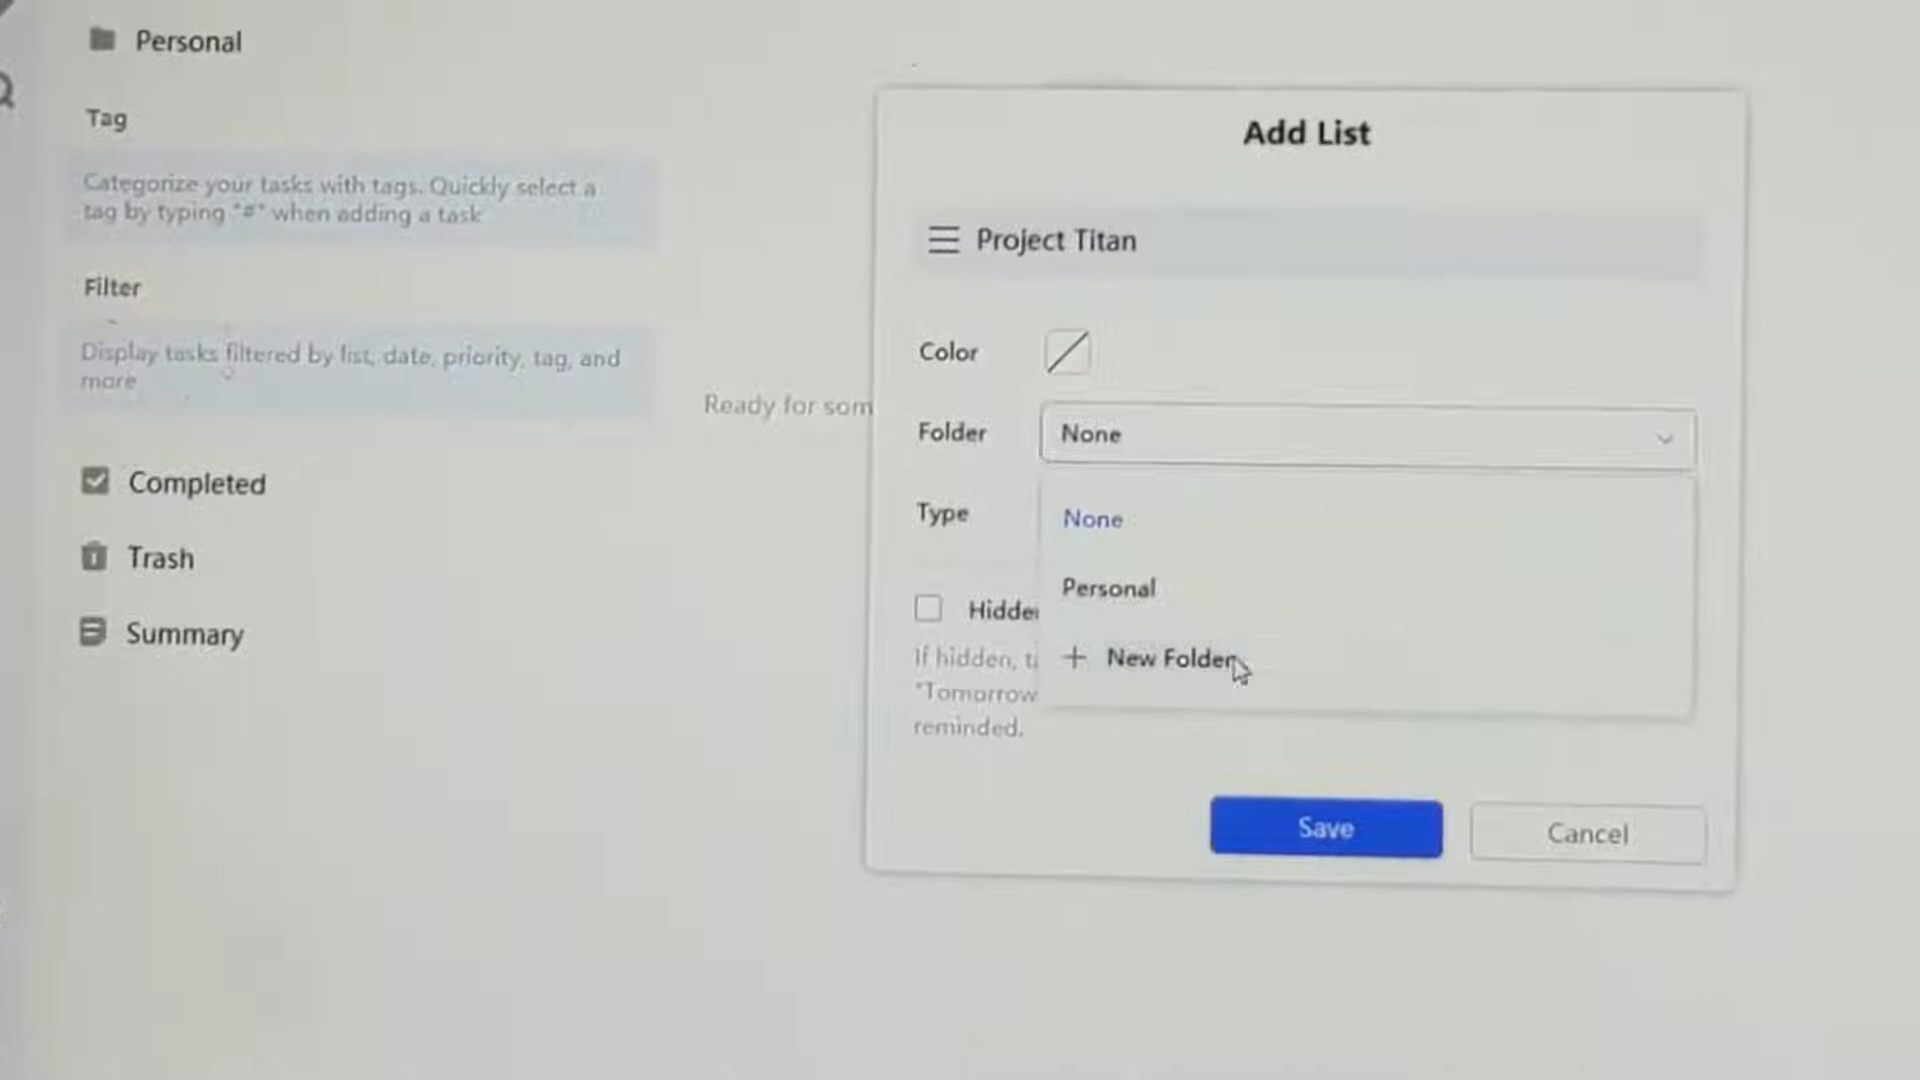 Personal
Tag
Categorize your tasks with tags. Quickly select a
tag by typing "#" when adding a task
Filter
Display tasks filtered by list, date, priority, tag, and
more
Completed
Trash
Summary
Ready for som
Add List
Project Titan
Color
Folder
None
Type
None
Personal
+ New Folder
Hidde
If hidden, t
"Tomorrow
reminded.
Save
Cancel